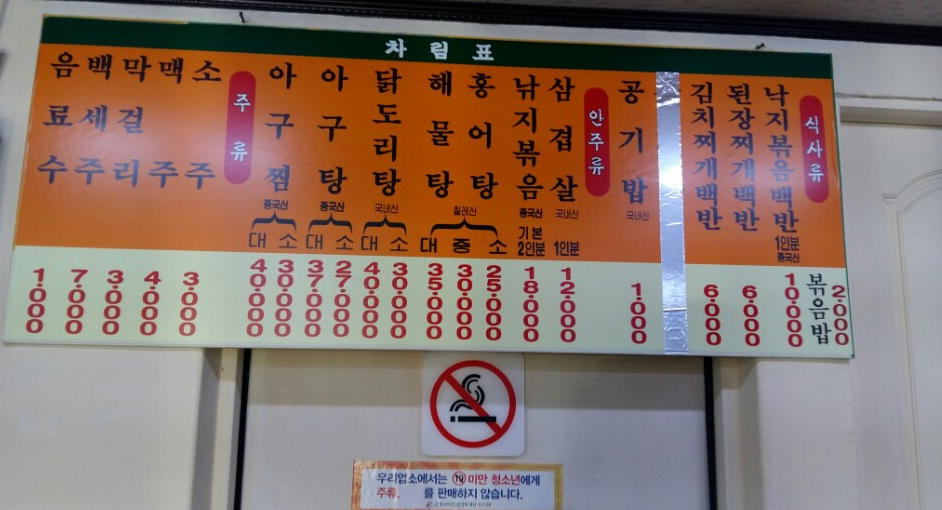 차림표
식사류
볶음밥 2.000
낙지볶음백반 1인분 중국산 10.000
된장찌개백반 6.000
김치찌개백반 6.000
공기밥 국내산 1.000
안주류
삼겹살 국내산 1인분 12.000
낚지볶음 중국산 기본 2인분 18.000
홍어탕
해물탕
칠레산
대 중 소
35.000 30.000 25.000
닭도리탕 국내산
대 소
40.000 30.000
아구탕 중국산
대 소
37.000 27.000
아구찜 중국산
대 소
40.000 30.000
주류
소주 3.000
맥주 4.000
막걸리 3.000
백세주 7.000
음료수 1.000
우리업소에서는 19 미만 청소년에게
주류, 를 판매하지 않습니다.